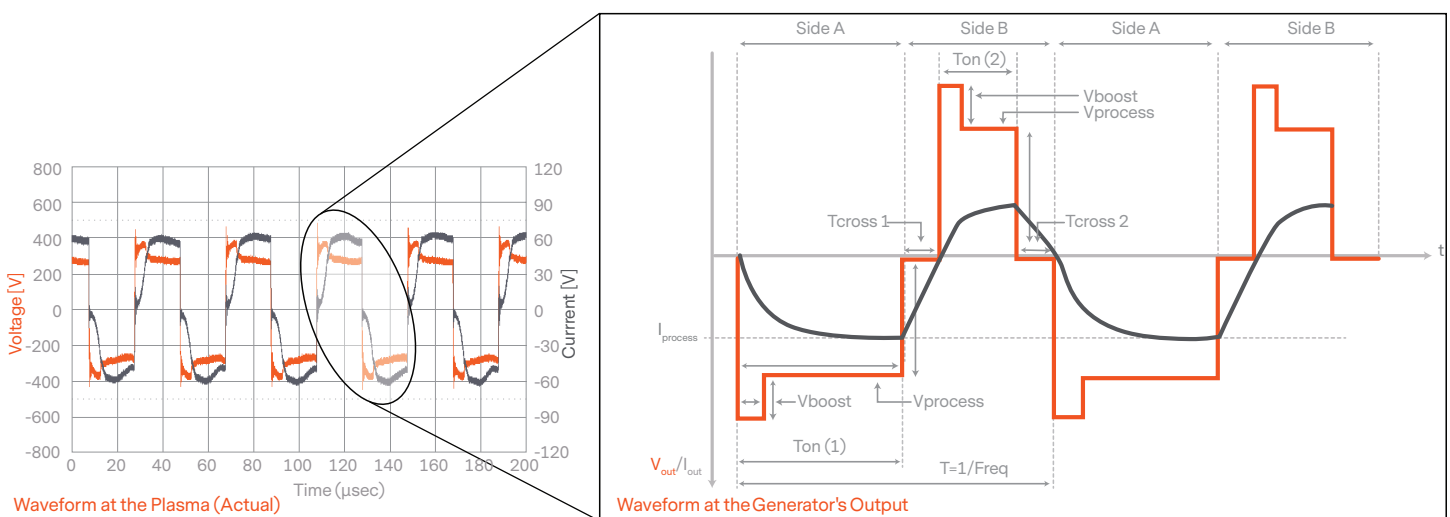 800
600
400
200
0
-200
-400
-600
-800
Voltage [V]
120
90
60
30
0
-30
-60
-90
-120
Currrent [V]
0 20 40 60 80 100 120 140 160 180 200
Time (µsec)
Waveform at the Plasma (Actual)
Side A Side B Side A Side B
Ton (2)
Vboost
Vprocess
Tcross 1 Tcross 2
t
Iprocess
Vboost Vprocess
Ton (1)
Vout/Iout
T=1/Freq
Waveform at the Generator's Output